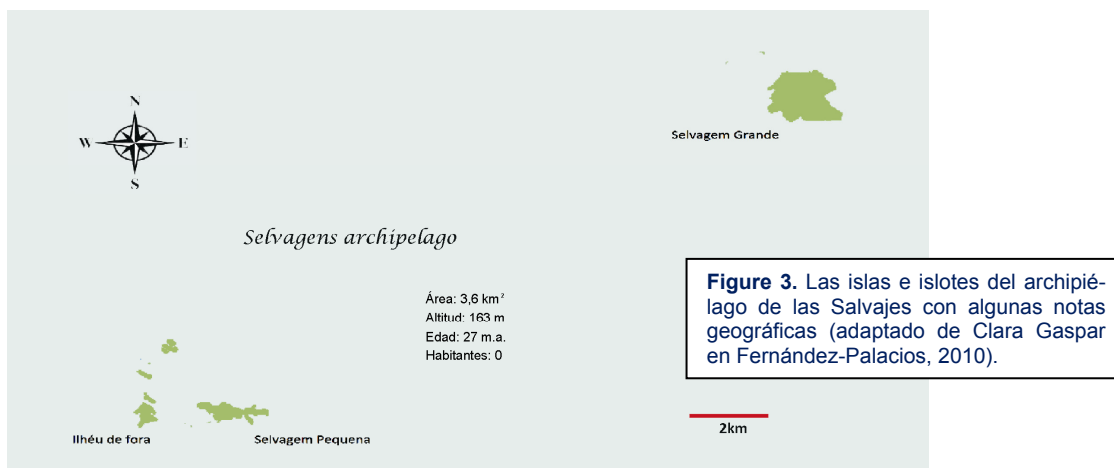 N
W
E
S
Selvagem Grande
Selvagens archipelago
Área: 3,6 km²
Altitud: 163 m
Edad: 27 m.a.
Habitantes: 0
Figure 3. Las islas e islotes del archipié-
lago de las Salvajes con algunas notas
geográficas (adaptado de Clara Gaspar
en Fernández-Palacios, 2010).
2km
Ilhéu de fora
Selvagem Pequena